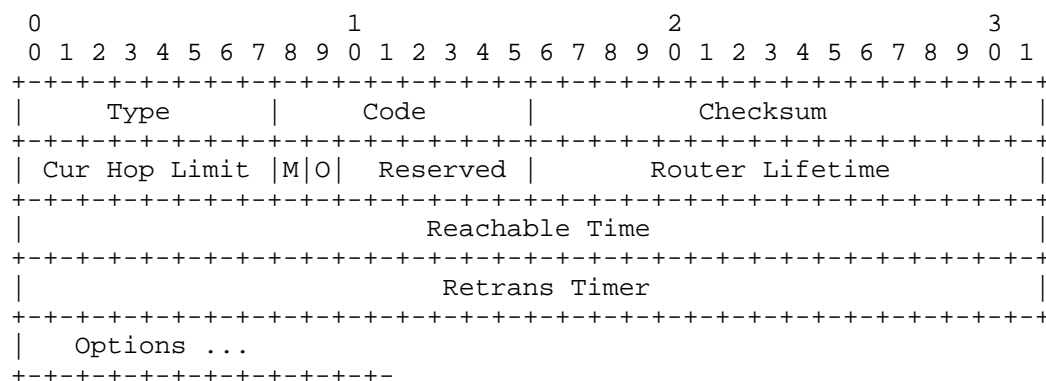 0                   1                   2                   3
 0 1 2 3 4 5 6 7 8 9 0 1 2 3 4 5 6 7 8 9 0 1 2 3 4 5 6 7 8 9 0 1
+-+-+-+-+-+-+-+-+-+-+-+-+-+-+-+-+-+-+-+-+-+-+-+-+-+-+-+-+-+-+-+-+
|     Type      |     Code      |          Checksum             |
+-+-+-+-+-+-+-+-+-+-+-+-+-+-+-+-+-+-+-+-+-+-+-+-+-+-+-+-+-+-+-+-+
| Cur Hop Limit |M|O|  Reserved |       Router Lifetime         |
+-+-+-+-+-+-+-+-+-+-+-+-+-+-+-+-+-+-+-+-+-+-+-+-+-+-+-+-+-+-+-+-+
|                         Reachable Time                        |
+-+-+-+-+-+-+-+-+-+-+-+-+-+-+-+-+-+-+-+-+-+-+-+-+-+-+-+-+-+-+-+-+
|                          Retrans Timer                        |
+-+-+-+-+-+-+-+-+-+-+-+-+-+-+-+-+-+-+-+-+-+-+-+-+-+-+-+-+-+-+-+-+
|   Options ...
+-+-+-+-+-+-+-+-+-+-+-+-